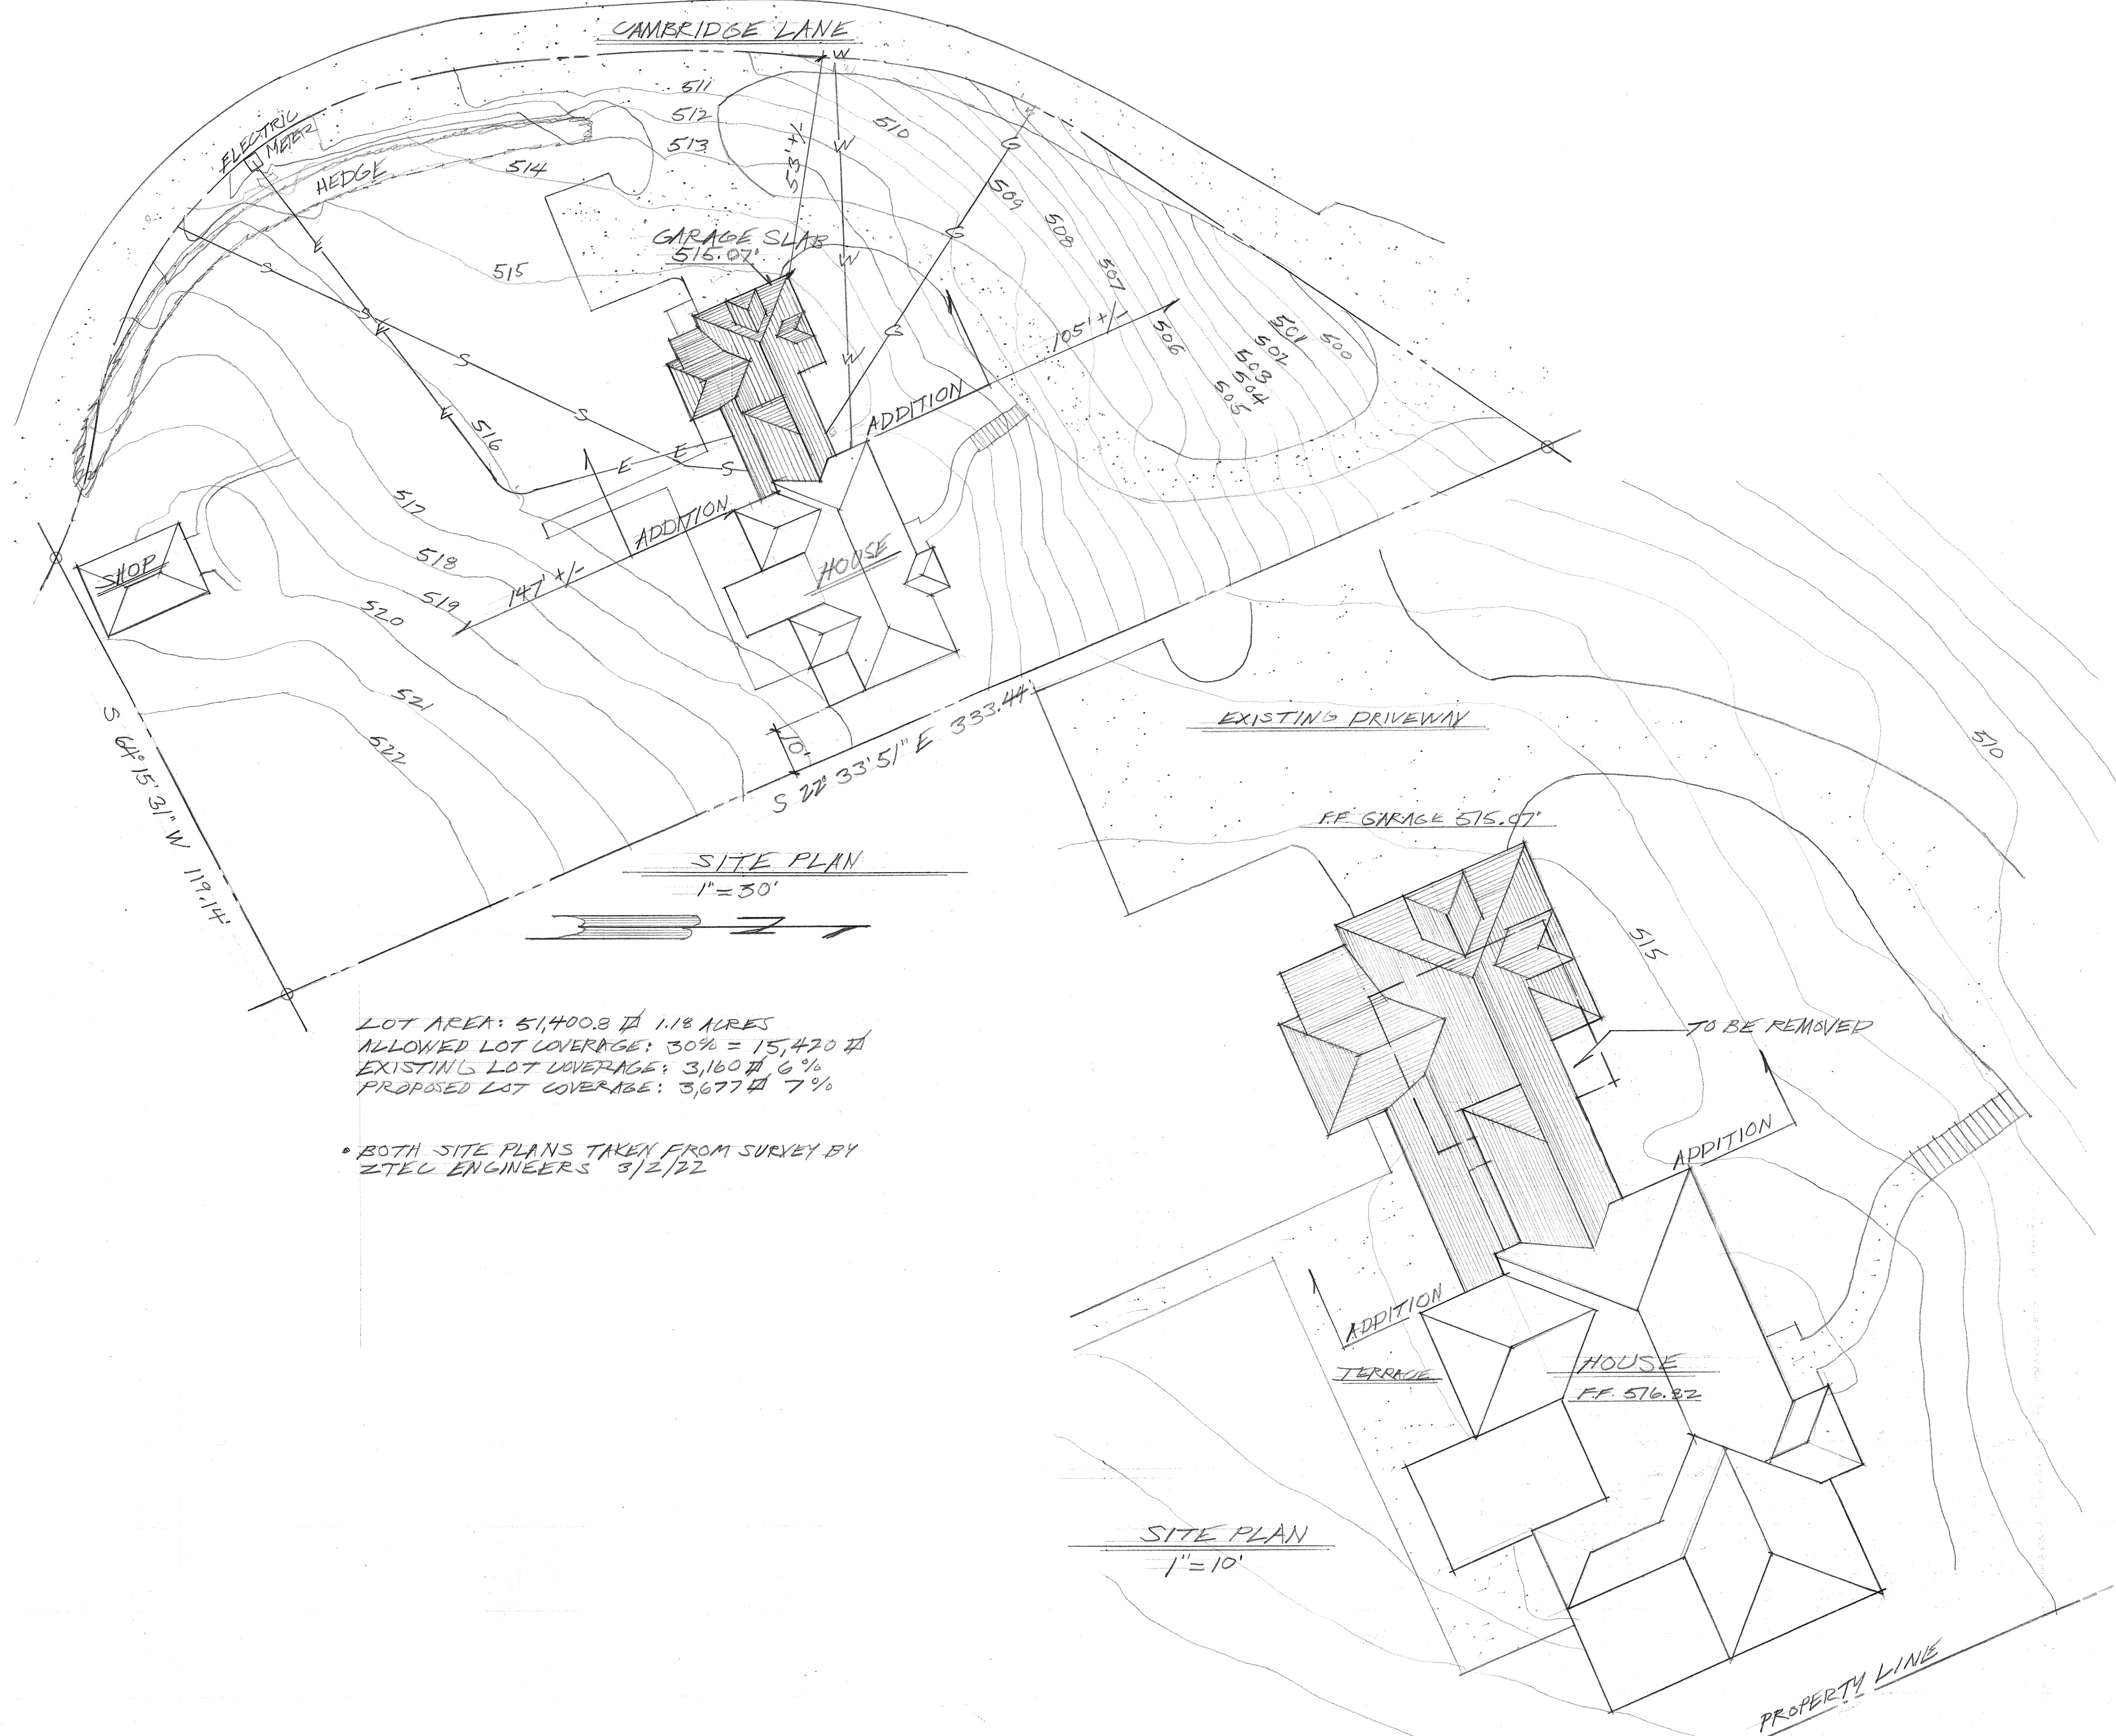 CAMBRIDGE LANE
W
ELECTRIC
METER
HEDGE
511
512
513
514
515
53' +/-
W
W
W
510
G
G
G
509
508
507
506
505
504
503
502
501
500
GARAGE SLAB
515.07'
105' +/-
ADDITION
E
E
E
E
E
S
S
S
S
S
516
517
518
519
520
521
522
SHOP
ADDITION
147' +/-
HOUSE
10'
S 22° 33' 51" E 333.44'
S 64° 15' 31" W 119.14'
SITE PLAN
1" = 30'
N
LOT AREA: 51,400.8 ⌗ 1.18 ACRES
ALLOWED LOT COVERAGE: 30% = 15,420 ⌗
EXISTING LOT COVERAGE: 3,160 ⌗ 6%
PROPOSED LOT COVERAGE: 3,677 ⌗ 7%
• BOTH SITE PLANS TAKEN FROM SURVEY BY
ZTEC ENGINEERS 3/2/22
EXISTING DRIVEWAY
510
F.F. GARAGE 515.07'
515
TO BE REMOVED
ADDITION
ADDITION
TERRACE
HOUSE
F.F. 516.82
SITE PLAN
1" = 10'
PROPERTY LINE